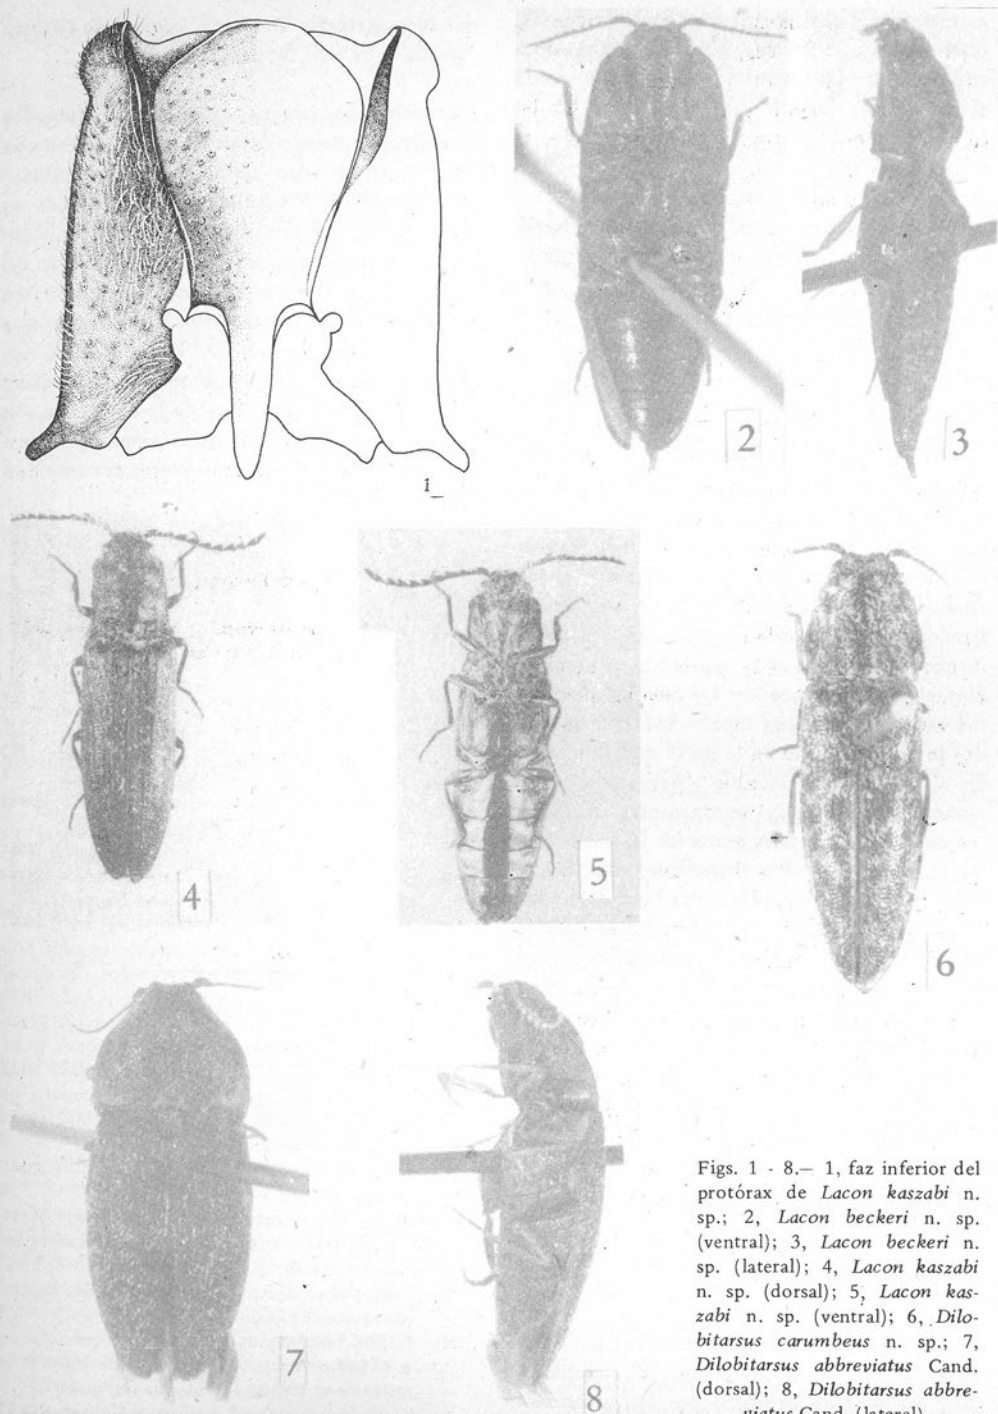 1
2
3
4
5
6
7
8
Figs. 1 - 8.— 1, faz inferior del
protórax de Lacon kaszabi n.
sp.; 2, Lacon beckeri n. sp.
(ventral); 3, Lacon beckeri n.
sp. (lateral); 4, Lacon kaszabi
n. sp. (dorsal); 5, Lacon kas-
zabi n. sp. (ventral); 6, Dilo-
bitarsus carumbeus n. sp.; 7,
Dilobitarsus abbreviatus Cand.
(dorsal); 8, Dilobitarsus abbre-
viatus Cand. (lateral)